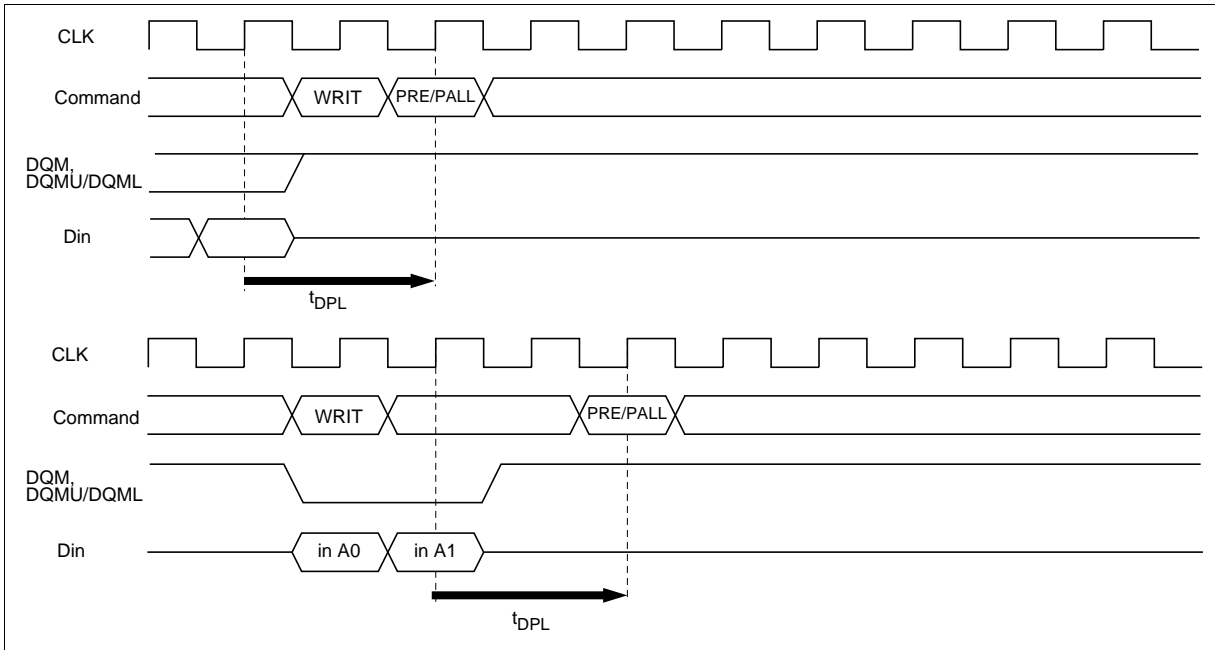 CLK
Command WRIT PRE/PALL
DQM,
DQMU/DQML
Din
tDPL
CLK
Command WRIT PRE/PALL
DQM,
DQMU/DQML
Din in A0 in A1
tDPL